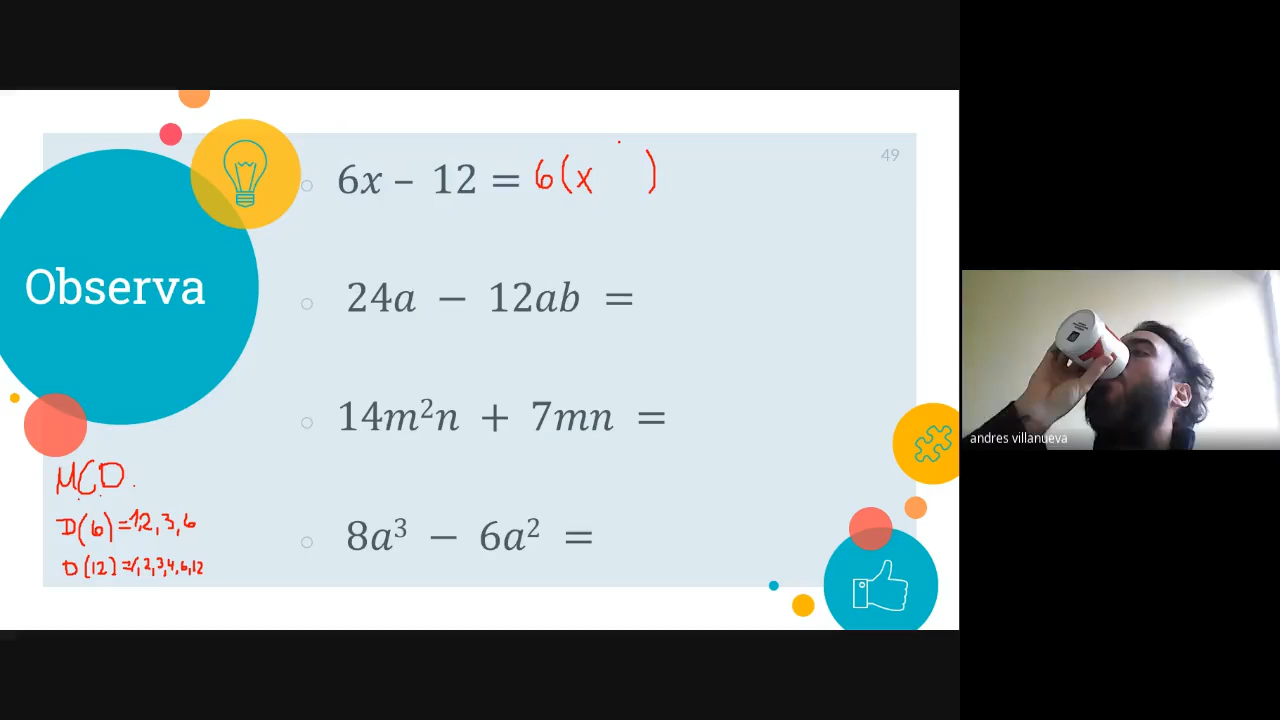 49
6x – 12 = 6(x )
Observa
24a − 12ab =
14m²n + 7mn =
andres villanueva
M.C.D.
D(6)=1,2,3,6
8a³ − 6a² =
D(12)=1,2,3,4,6,12